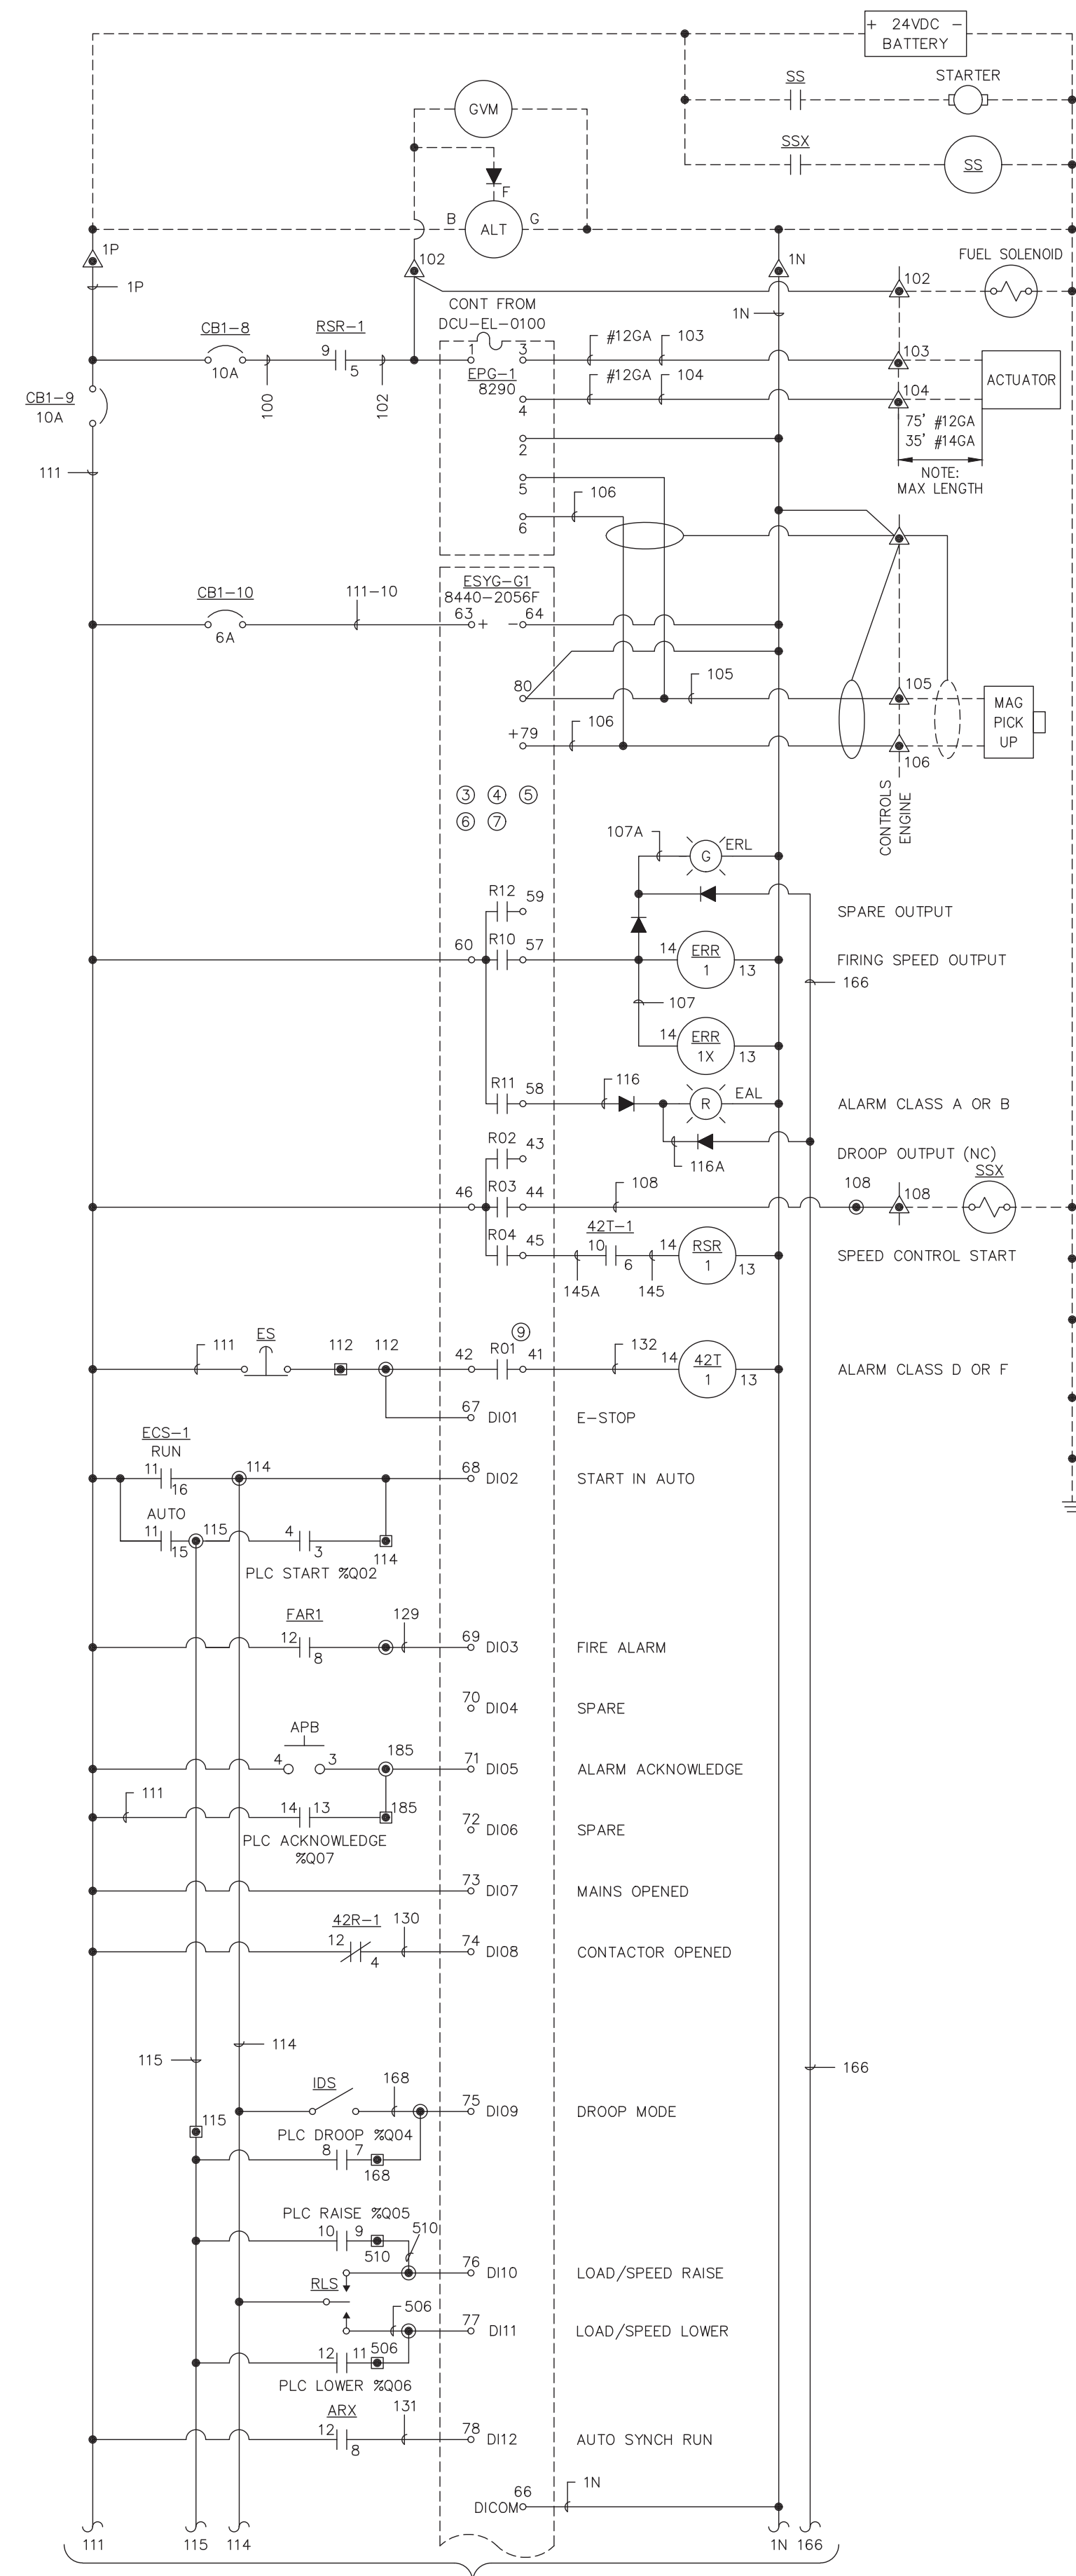 + 24VDC −
BATTERY
SS
STARTER
GVM
SSX
SS
F
B
ALT
G
1P
102
1N
FUEL SOLENOID
1P
CONT FROM
DCU-EL-0100
1N
102
CB1-8
RSR-1
#12GA
103
103
9
1
3
10A
5
EPG-1
8290
#12GA
104
104
ACTUATOR
CB1-9
10A
100
102
4
75' #12GA
35' #14GA
2
111
NOTE:
MAX LENGTH
5
106
6
ESYG-G1
8440-2056F
CB1-10
111-10
63
64
+
−
6A
80
105
105
+79
106
MAG
PICK
UP
106
CONTROLS
ENGINE
3
4
5
6
7
107A
G
ERL
R12
59
SPARE OUTPUT
60
R10
57
14
ERR
1
13
FIRING SPEED OUTPUT
166
107
14
ERR
1X
13
R11
58
116
R
EAL
ALARM CLASS A OR B
R02
43
116A
DROOP OUTPUT (NC)
SSX
46
R03
44
108
108
108
R04
45
42T-1
10
6
14
RSR
1
13
SPEED CONTROL START
145A
145
9
111
ES
112
112
42
R01
41
132
14
42T
1
13
ALARM CLASS D OR F
67
DI01
E-STOP
ECS-1
RUN
11
16
114
68
DI02
START IN AUTO
AUTO
11
15
115
4
3
114
PLC START %Q02
FAR1
129
12
8
69
DI03
FIRE ALARM
70
DI04
SPARE
APB
4
3
185
71
DI05
ALARM ACKNOWLEDGE
111
14
13
185
72
DI06
SPARE
PLC ACKNOWLEDGE
%Q07
73
DI07
MAINS OPENED
42R-1
130
12
4
74
DI08
CONTACTOR OPENED
114
115
166
IDS
168
75
DI09
DROOP MODE
115
PLC DROOP %Q04
8
7
168
PLC RAISE %Q05
10
9
510
510
76
DI10
LOAD/SPEED RAISE
RLS
506
77
DI11
LOAD/SPEED LOWER
12
11
506
PLC LOWER %Q06
ARX
131
12
8
78
DI12
AUTO SYNCH RUN
66
1N
DICOM
111
115
114
1N
166